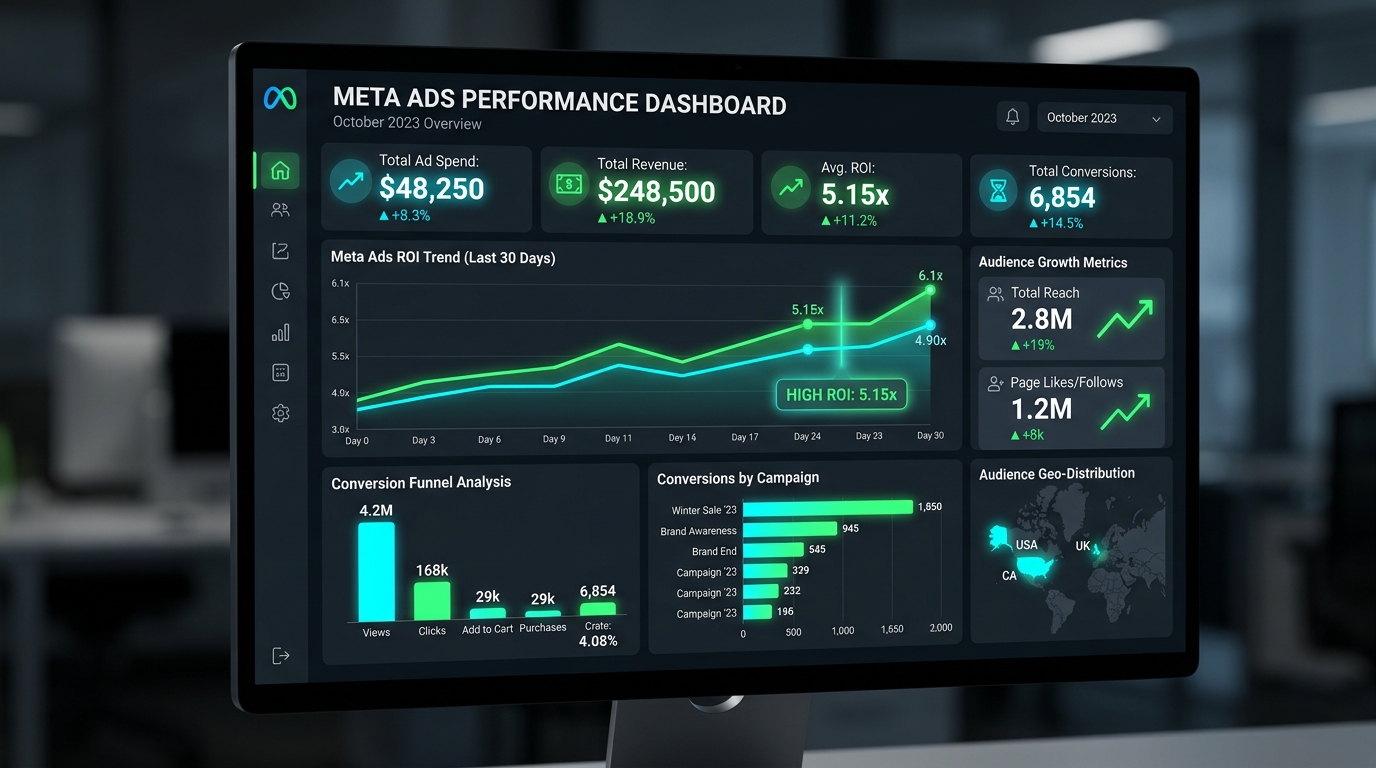 META ADS PERFORMANCE DASHBOARD
October 2023 Overview
October 2023
Total Ad Spend:
$48,250
+8.3%
Total Revenue:
$248,500
+18.9%
Avg. ROI:
5.15x
+11.2%
Total Conversions:
6,854
+14.5%
Meta Ads ROI Trend (Last 30 Days)
6.1x
6.5x
5.5x
4.9x
3.0x
5.15x
6.1x
4.90x
HIGH ROI: 5.15x
Day 0
Day 3
Day 6
Day 9
Day 11
Dey 14
Day 17
Day 24
Day 23
Day 30
Audience Growth Metrics
Total Reach
2.8M
+19%
Page Likes/Follows
1.2M
+8k
Conversion Funnel Analysis
4.2M
168k
29k
29k
6,854
Views
Clicks
Add to Cart
Purchases
Crate:
4.08%
Conversions by Campaign
Winter Sale '23
1,850
Brand Awareness
945
Brand End
545
Campaign '23
329
Campaign '23
232
Campaign '23
196
0
500
1,000
1,650
2.000
Audience Geo-Distribution
USA
UK
CA